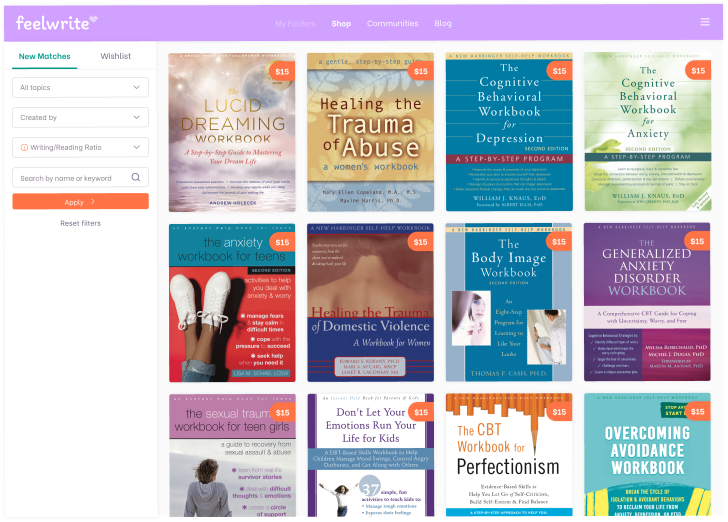 feelwrite
My Folders
Shop
Communities
Blog
New Matches
Wishlist
All topics
Created by
Writing/Reading Ratio
Search by name or keyword
Apply
Reset filters
$15
The
LUCID
DREAMING
WORKBOOK
A Step-by-Step Guide to Mastering
Your Dream Life
ANDREW HOLECEK
a gentle, step-by-step guide
$15
Healing the
Trauma
of Abuse
a women's workbook
Mary Ellen Copeland, M.A., M.S.
Maxine Harris, Ph.D.
A NEW HARBINGER SELF-HELP WORKBOOK
$15
The
Cognitive
Behavioral
Workbook
for
Depression
SECOND EDITION
A STEP-BY-STEP PROGRAM
WILLIAM J. KNAUS, EdD
Foreword by ALBERT ELLIS, PhD
$15
The
Cognitive
Behavioral
Workbook
for
Anxiety
SECOND EDITION
A STEP-BY-STEP PROGRAM
WILLIAM J. KNAUS, EdD
$15
the anxiety
workbook for teens
SECOND EDITION
activities to help
you deal with
anxiety & worry
manage fears
& stay calm in
difficult times
cope with the
pressure to succeed
seek help
when you need it
LISA M. SCHAB, LCSW
A NEW HARBINGER SELF-HELP WORKBOOK
$15
Healing the Trauma
of Domestic Violence
A Workbook for Women
EDWARD S. KUBANY, PH.D.
MARI A. MCCAIG, MSCP
JANET R. LACONSAY, MA
A NEW HARBINGER SELF-HELP WORKBOOK
$15
The
Body Image
Workbook
SECOND EDITION
An
Eight-Step
Program for
Learning to
Like Your
Looks
THOMAS F. CASH, PH.D.
$15
THE
GENERALIZED
ANXIETY
DISORDER
WORKBOOK
A Comprehensive CBT Guide for Coping
with Uncertainty, Worry, and Fear
MELISA ROBICHAUD, PhD
MICHEL J. DUGAS, PhD
FOREWORD BY
MARTIN M. ANTONY, PhD
$15
the sexual trauma
workbook for teen girls
a guide to recovery from
sexual assault & abuse
learn from real-life
survivor stories
deal with difficult
thoughts & emotions
create a circle of
support
An Instant Help Book for Parents & Kids
$15
Don't Let Your
Emotions Run Your
Life for Kids
A DBT-Based Skills Workbook to Help
Children Manage Mood Swings, Control Angry
Outbursts, and Get Along with Others
37
simple, fun
activities to teach kids to:
Manage tough emotions
Express their feelings
$15
The CBT
Workbook for
Perfectionism
Evidence-Based Skills to
Help You Let Go of Self-Criticism,
Build Self-Esteem & Find Balance
A STEP-BY-STEP APPROACH TO HELP YOU
$15
OVERCOMING
AVOIDANCE
WORKBOOK
BREAK THE CYCLE OF
ISOLATION & AVOIDANT BEHAVIORS
TO RECLAIM YOUR LIFE FROM
ANXIETY, DEPRESSION, OR PTSD